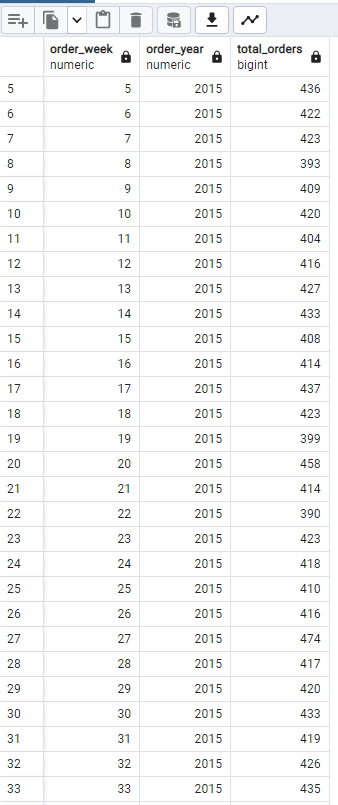 order_week order_year total_orders
numeric numeric bigint
5 5 2015 436
6 6 2015 422
7 7 2015 423
8 8 2015 393
9 9 2015 409
10 10 2015 420
11 11 2015 404
12 12 2015 416
13 13 2015 427
14 14 2015 433
15 15 2015 408
16 16 2015 414
17 17 2015 437
18 18 2015 423
19 19 2015 399
20 20 2015 458
21 21 2015 414
22 22 2015 390
23 23 2015 423
24 24 2015 418
25 25 2015 410
26 26 2015 416
27 27 2015 474
28 28 2015 417
29 29 2015 420
30 30 2015 433
31 31 2015 419
32 32 2015 426
33 33 2015 435